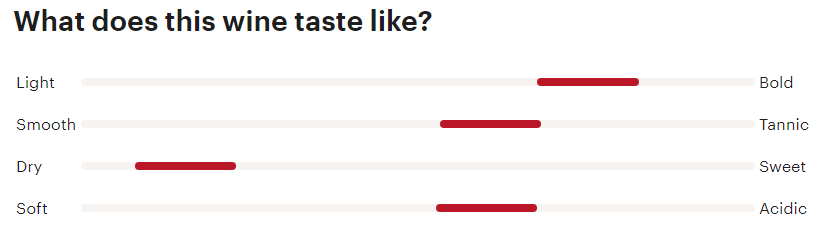 What does this wine taste like?
Light Bold
Smooth Tannic
Dry Sweet
Soft Acidic